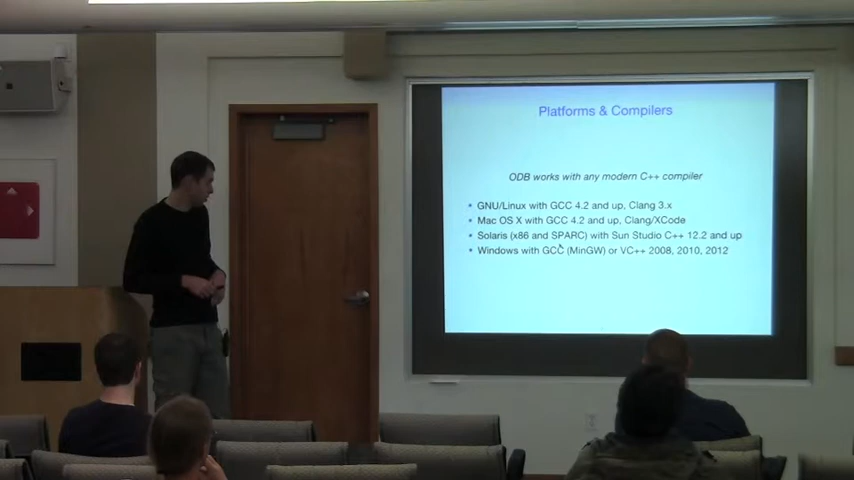 Platforms & Compilers
ODB works with any modern C++ compiler
• GNU/Linux with GCC 4.2 and up, Clang 3.x
• Mac OS X with GCC 4.2 and up, Clang/XCode
• Solaris (x86 and SPARC) with Sun Studio C++ 12.2 and up
• Windows with GCC (MinGW) or VC++ 2008, 2010, 2012